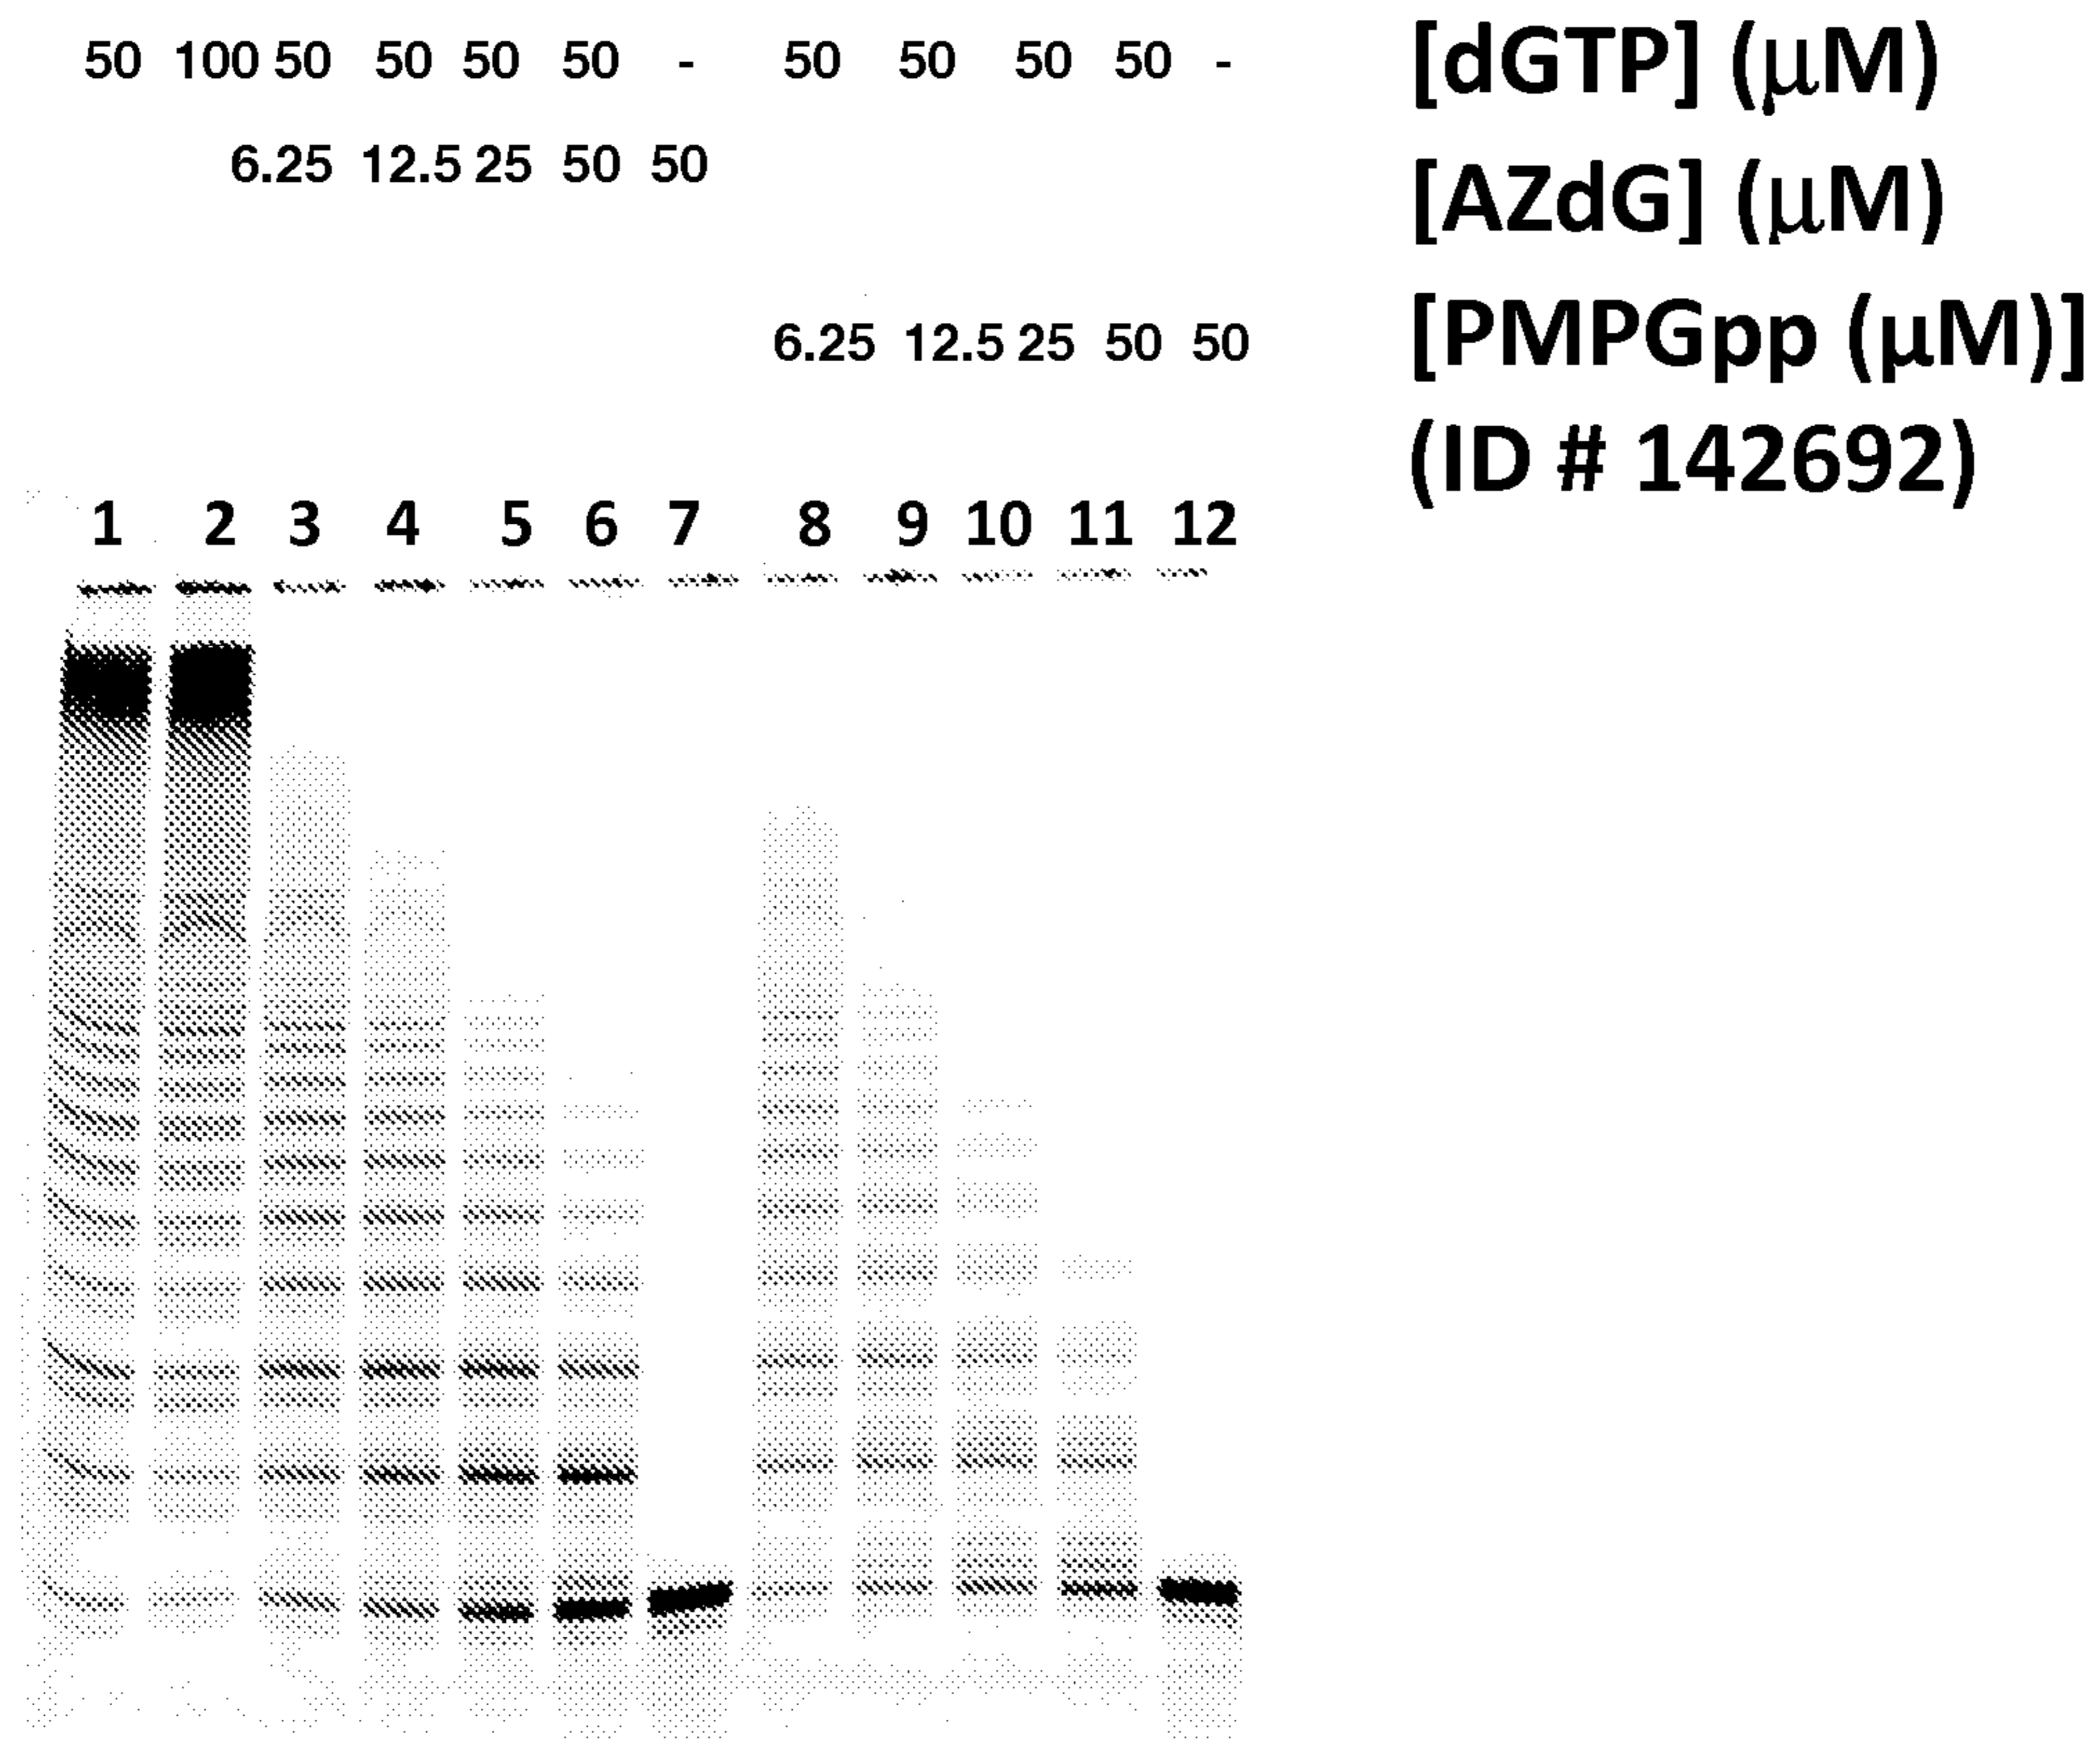 50 100 50 50 50 50 - 50 50 50 50 - [dGTP] (μM)
6.25 12.5 25 50 50 [AZdG] (μM)
6.25 12.5 25 50 50 [PMPGpp (μM)]
(ID # 142692)
1 2 3 4 5 6 7 8 9 10 11 12